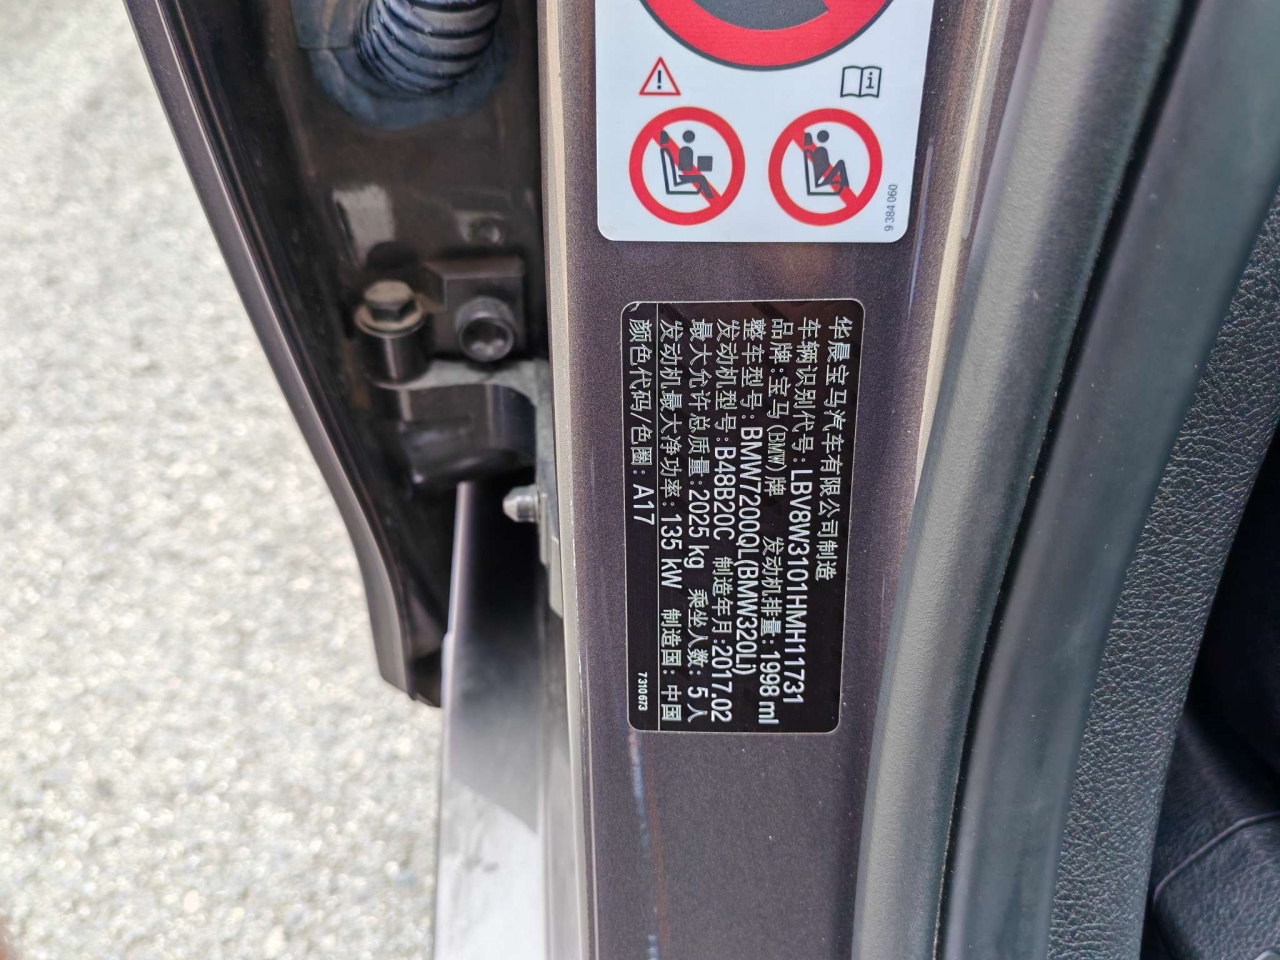 9 384 060
华晨宝马汽车有限公司制造
车辆识别代号: LBV8W3101HMH11731
品牌:宝马(BMW)牌 发动机排量: 1998 ml
整车型号: BMW7200QL(BMW320Li)
发动机型号: B48B20C 制造年月:2017.02
最大允许总质量: 2025 kg 乘坐人数: 5 人
发动机最大净功率: 135 kW 制造国: 中国
颜色代码/色圈: A17 7310673